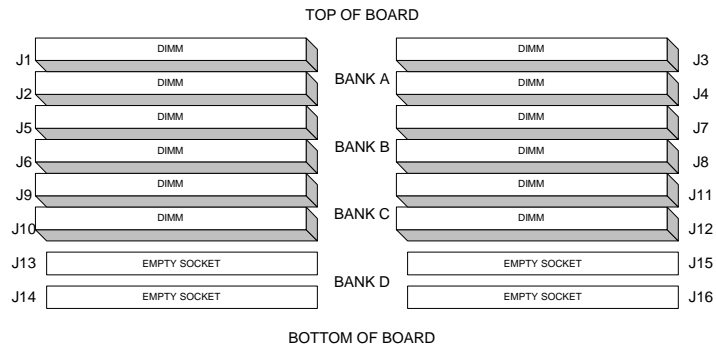 TOP OF BOARD
J1 DIMM DIMM J3
BANK A
J2 DIMM DIMM J4
J5 DIMM DIMM J7
BANK B
J6 DIMM DIMM J8
J9 DIMM DIMM J11
BANK C
J10 DIMM DIMM J12
J13 EMPTY SOCKET EMPTY SOCKET J15
BANK D
J14 EMPTY SOCKET EMPTY SOCKET J16
BOTTOM OF BOARD